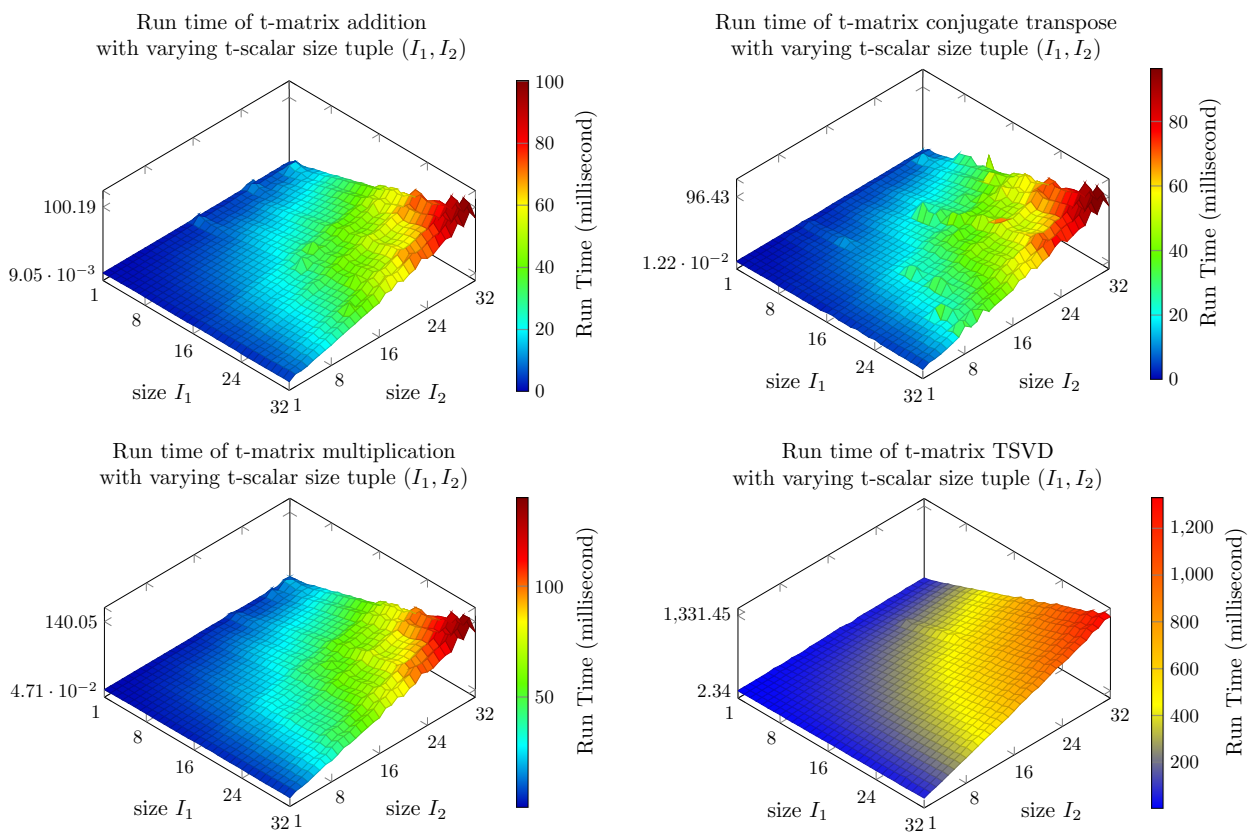 Run time of t-matrix addition
with varying t-scalar size tuple (I₁, I₂)
100.19
9.05 · 10⁻³
1
8
16
24
32
1
8
16
24
32
size I₁
size I₂
100
80
60
40
20
0
Run Time (millisecond)
Run time of t-matrix conjugate transpose
with varying t-scalar size tuple (I₁, I₂)
96.43
1.22 · 10⁻²
1
8
16
24
32
1
8
16
24
32
size I₁
size I₂
80
60
40
20
0
Run Time (millisecond)
Run time of t-matrix multiplication
with varying t-scalar size tuple (I₁, I₂)
140.05
4.71 · 10⁻²
1
8
16
24
32
1
8
16
24
32
size I₁
size I₂
100
50
Run Time (millisecond)
Run time of t-matrix TSVD
with varying t-scalar size tuple (I₁, I₂)
1,331.45
2.34
1
8
16
24
32
1
8
16
24
32
size I₁
size I₂
1,200
1,000
800
600
400
200
Run Time (millisecond)